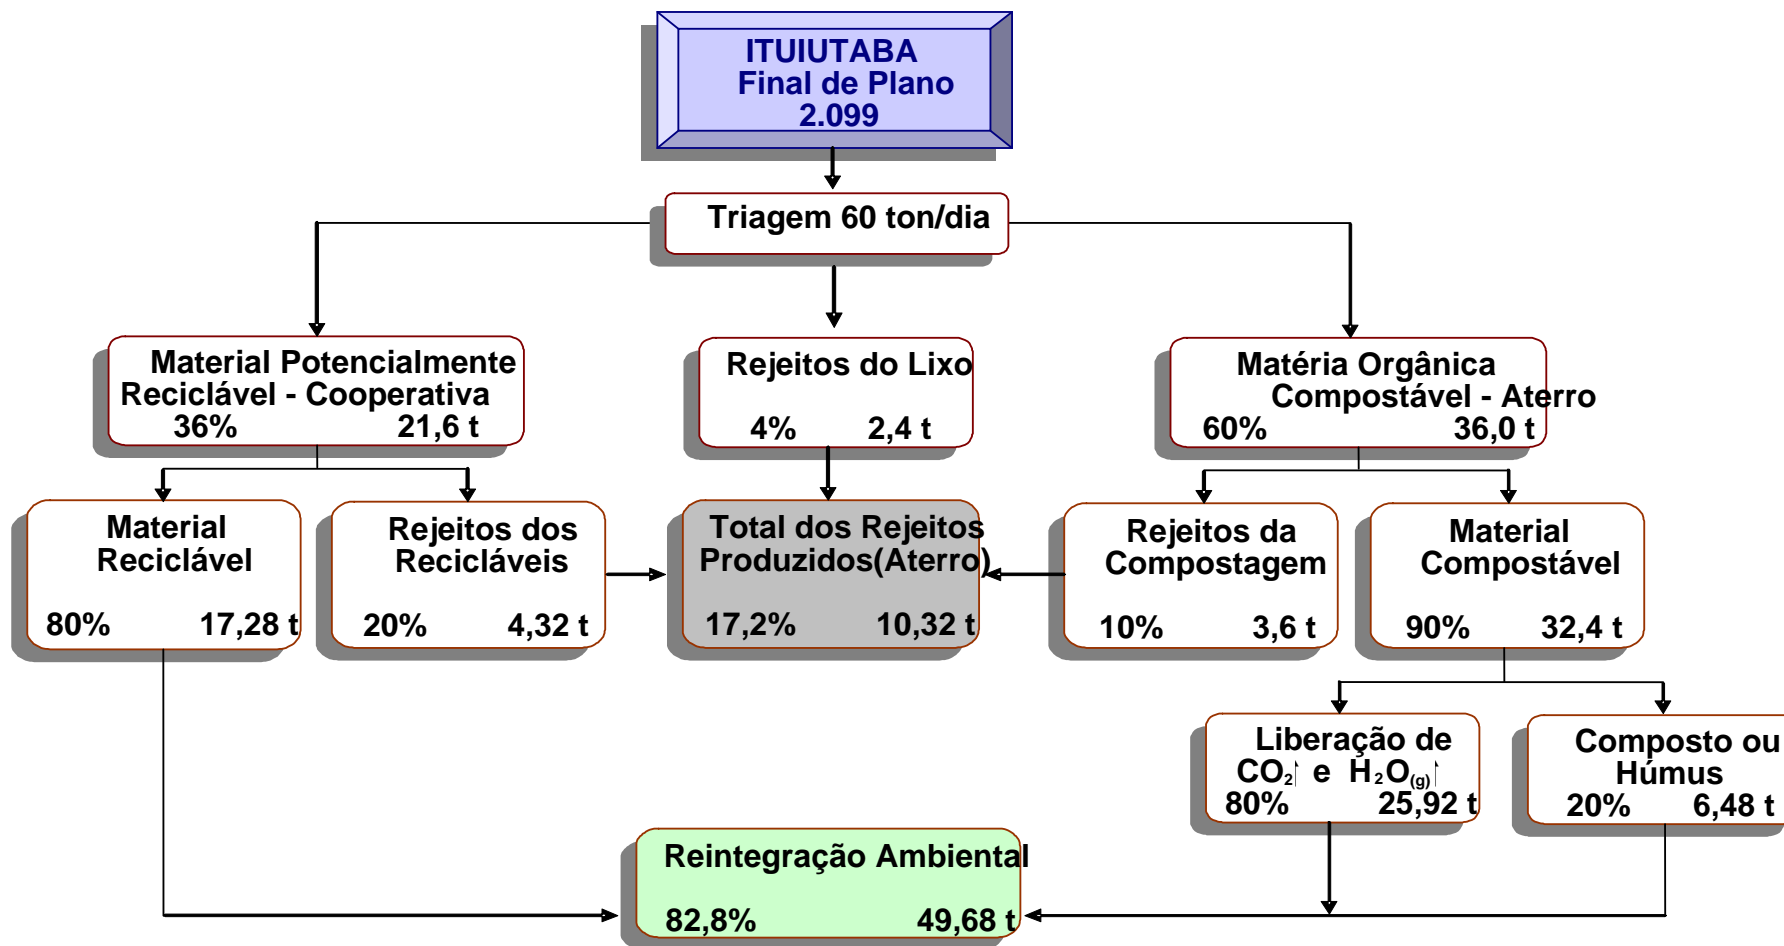 ITUIUTABA
Final de Plano
2.099
Triagem 60 ton/dia
Material Potencialmente
Reciclável - Cooperativa
36% 21,6 t
Rejeitos do Lixo
4% 2,4 t
Matéria Orgânica
Compostável - Aterro
60% 36,0 t
Material
Reciclável
80% 17,28 t
Rejeitos dos
Recicláveis
20% 4,32 t
Total dos Rejeitos
Produzidos(Aterro)
17,2% 10,32 t
Rejeitos da
Compostagem
10% 3,6 t
Material
Compostável
90% 32,4 t
Liberação de
CO₂↑ e H₂O(g)↑
80% 25,92 t
Composto ou
Húmus
20% 6,48 t
Reintegração Ambiental
82,8% 49,68 t